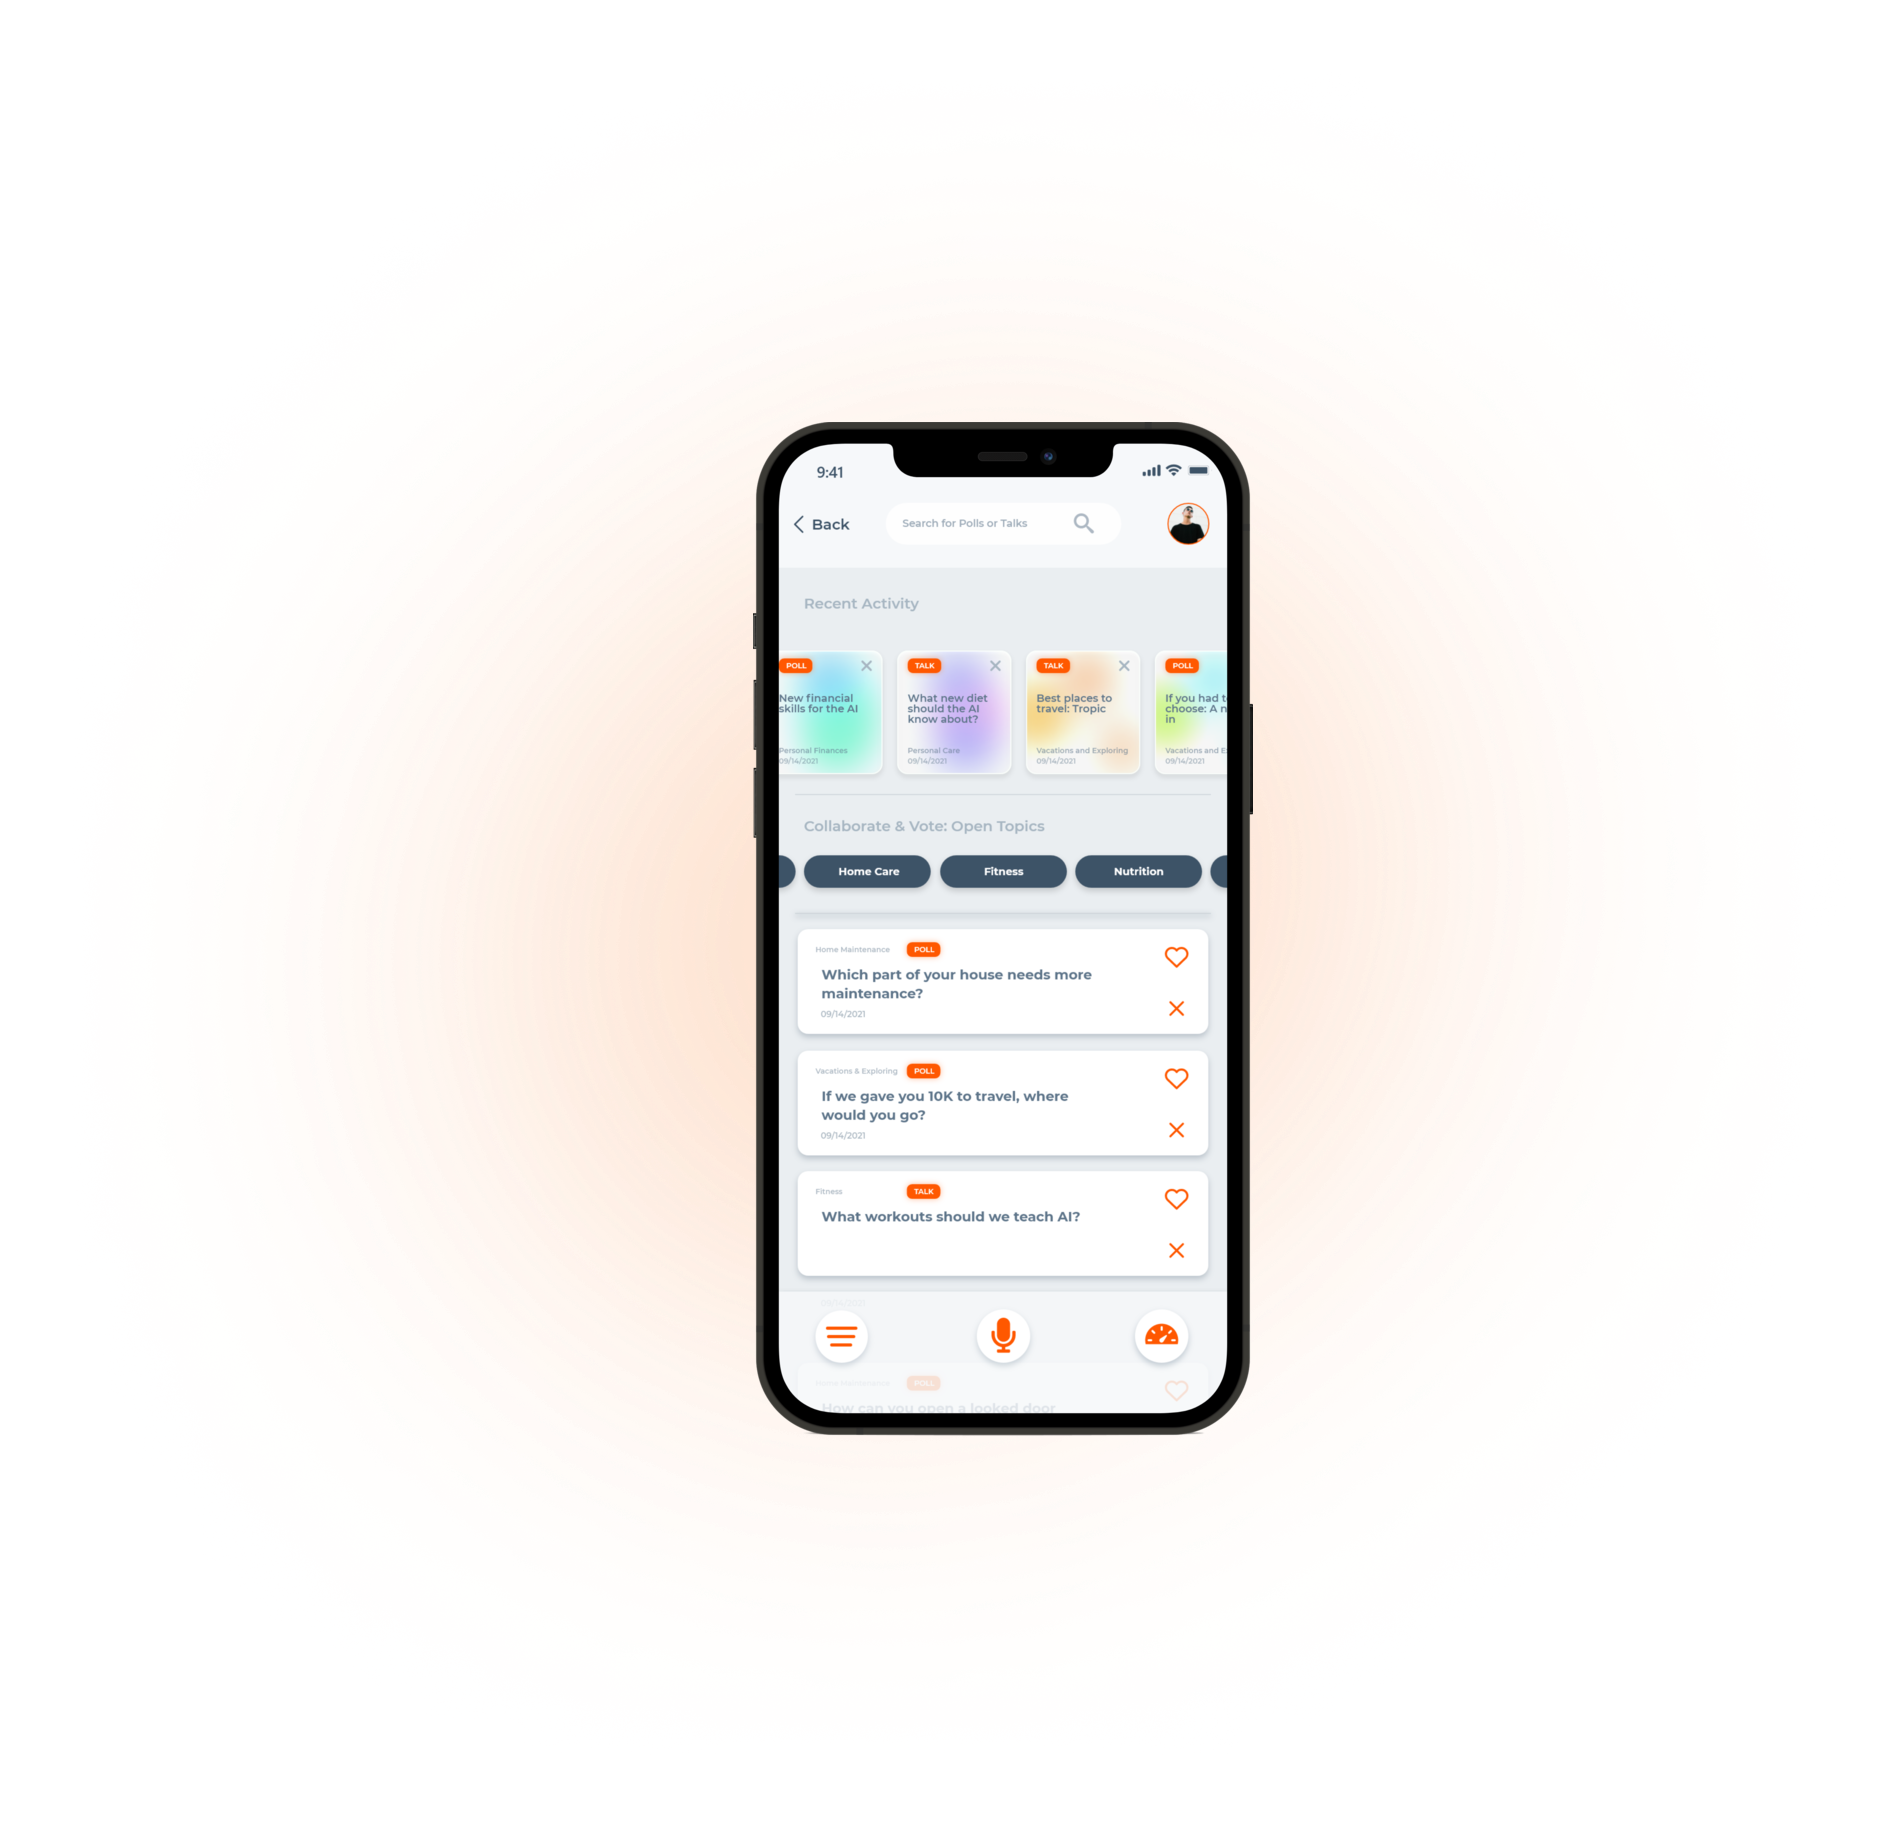 9:41
Back
Search for Polls or Talks
Recent Activity
POLL
New financial
skills for the AI
Personal Finances
09/14/2021
TALK
What new diet
should the AI
know about?
Personal Care
09/14/2021
TALK
Best places to
travel: Tropic
Vacations and Exploring
09/14/2021
POLL
If you had t
choose: A n
in
Vacations and E
09/14/2021
Collaborate & Vote: Open Topics
Home Care
Fitness
Nutrition
Home Maintenance
POLL
Which part of your house needs more
maintenance?
09/14/2021
Vacations & Exploring
POLL
If we gave you 10K to travel, where
would you go?
09/14/2021
Fitness
TALK
What workouts should we teach AI?
09/14/2021
Home Maintenance
POLL
How can you open a looked door